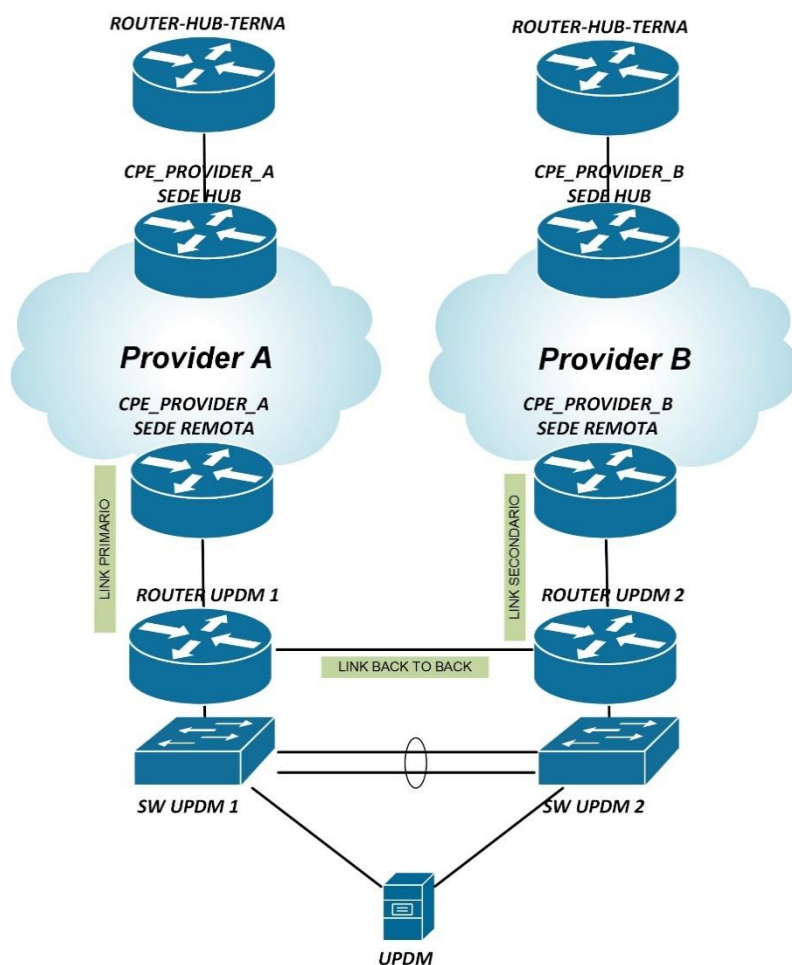 ROUTER-HUB-TERNA
ROUTER-HUB-TERNA
CPE_PROVIDER_A
SEDE HUB
CPE_PROVIDER_B
SEDE HUB
Provider A
Provider B
CPE_PROVIDER_A
SEDE REMOTA
CPE_PROVIDER_B
SEDE REMOTA
LINK PRIMARIO
LINK SECONDARIO
ROUTER UPDM 1
ROUTER UPDM 2
LINK BACK TO BACK
SW UPDM 1
SW UPDM 2
UPDM